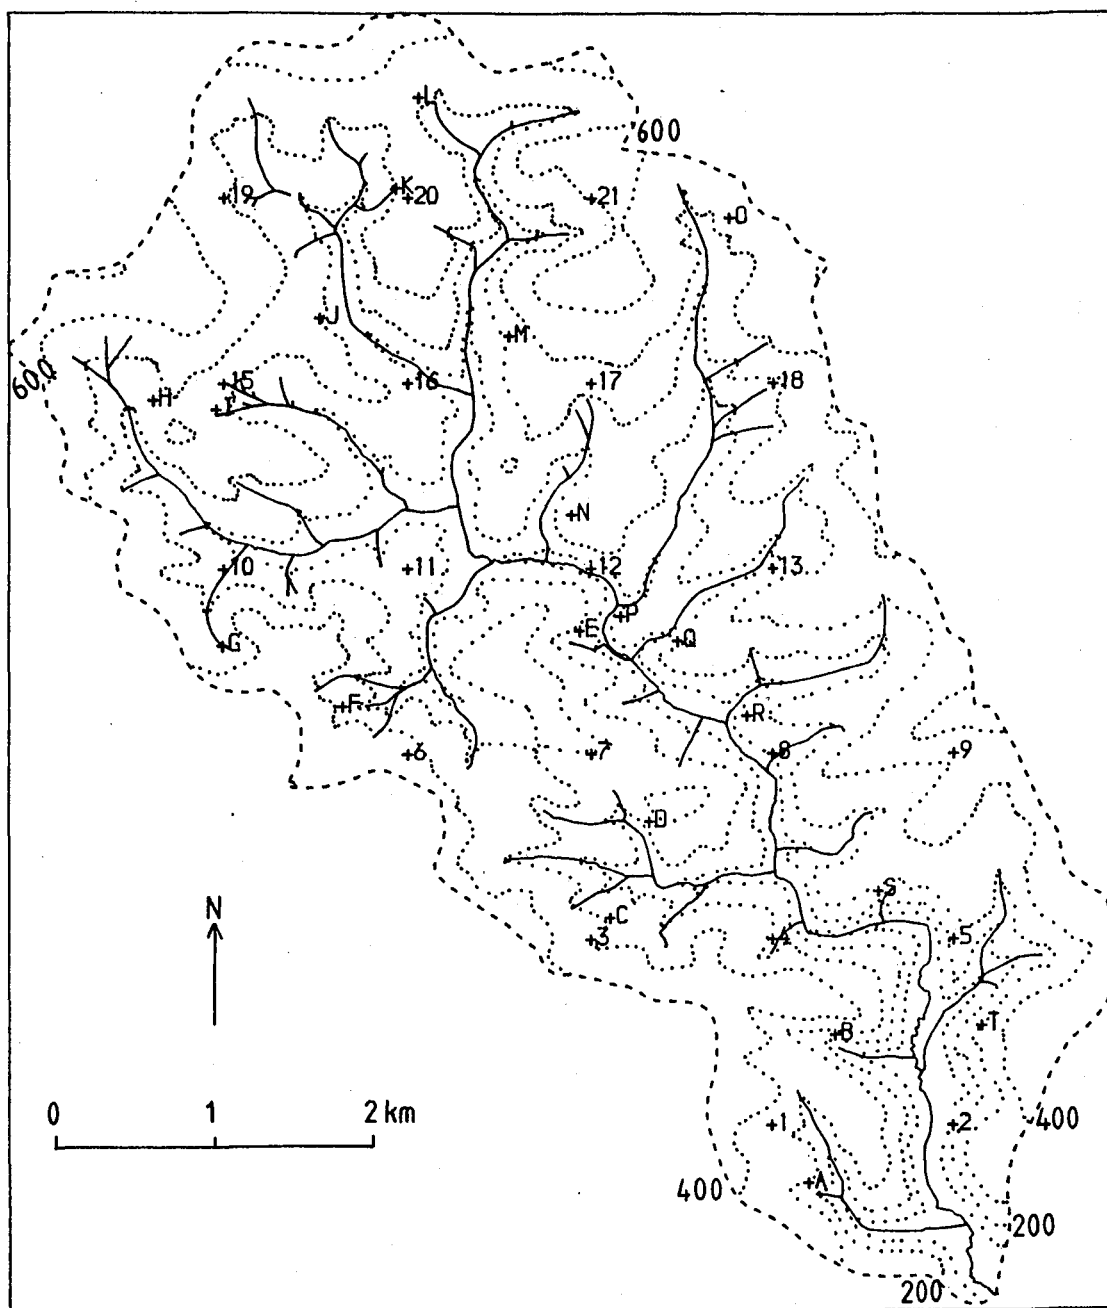 +L
600
+19
+K
+20
+21
+O
+J
+M
600
+H
+15
+I
+16
+17
+18
+N
+10
+11
+12
+13
+P
+E
+Q
+G
+F
+R
+6
+7
+8
+9
+D
+S
N
+C
+3
+4
+5
+T
+B
0 1 2 km
+1
+2
400
400
+A
200
200